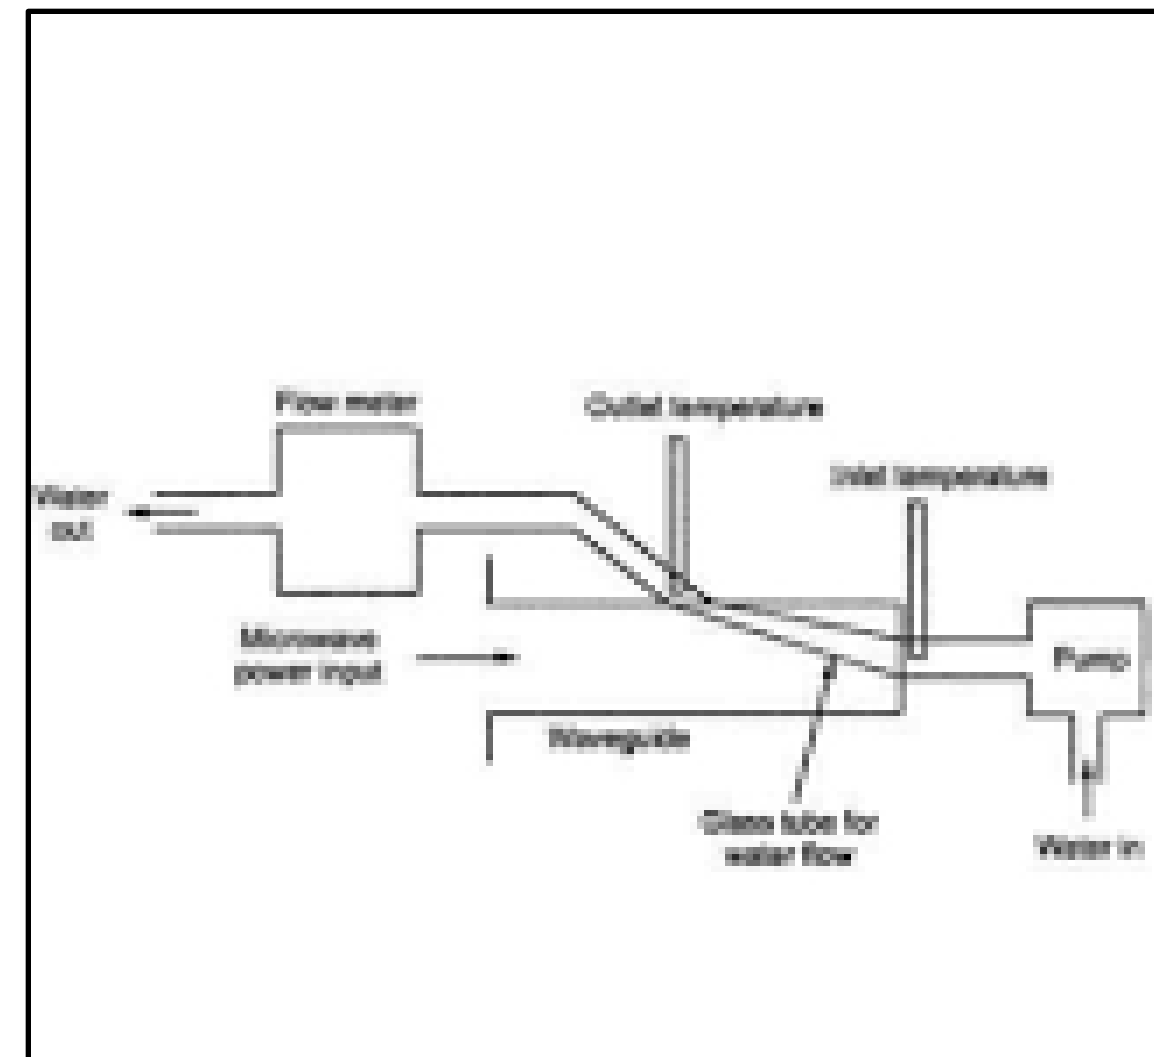 Flow meter
Outlet temperature
Inlet temperature
Water
out
Microwave
power input
Pump
Waveguide
Glass tube for
water flow
Water in